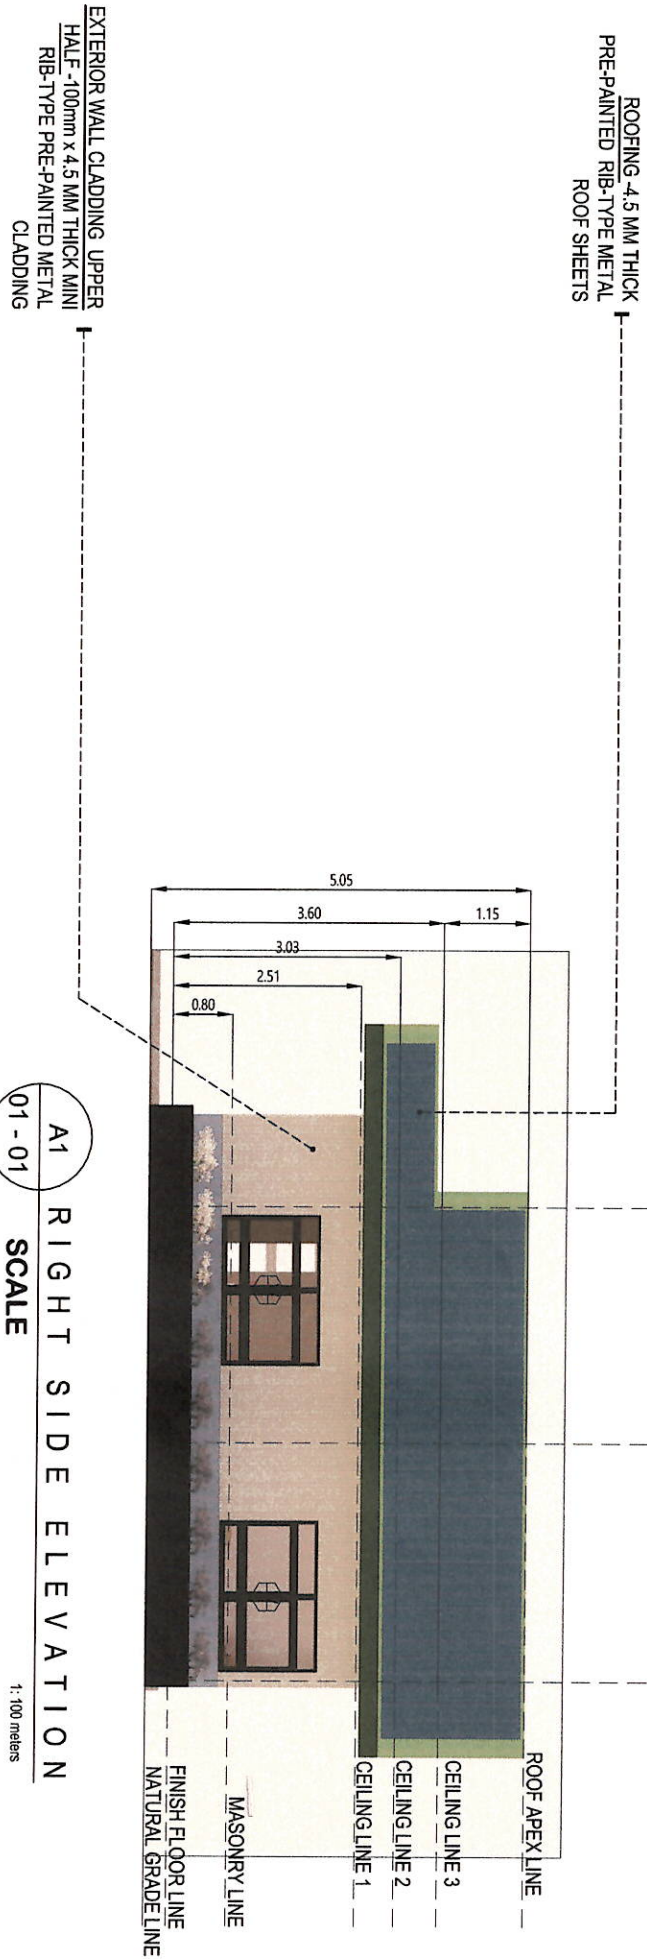 ROOFING -4.5 MM THICK
PRE-PAINTED RIB-TYPE METAL
ROOF SHEETS
EXTERIOR WALL CLADDING UPPER
HALF -100mm x 4.5 MM THICK MINI
RIB-TYPE PRE-PAINTED METAL
CLADDING
5.05
3.60
1.15
3.03
2.51
0.80
ROOF APEX LINE
CEILING LINE 3
CEILING LINE 2
CEILING LINE 1
MASONRY LINE
FINISH FLOOR LINE
NATURAL GRADE LINE
A1
01 - 01
RIGHT SIDE ELEVATION
SCALE
1: 100 meters